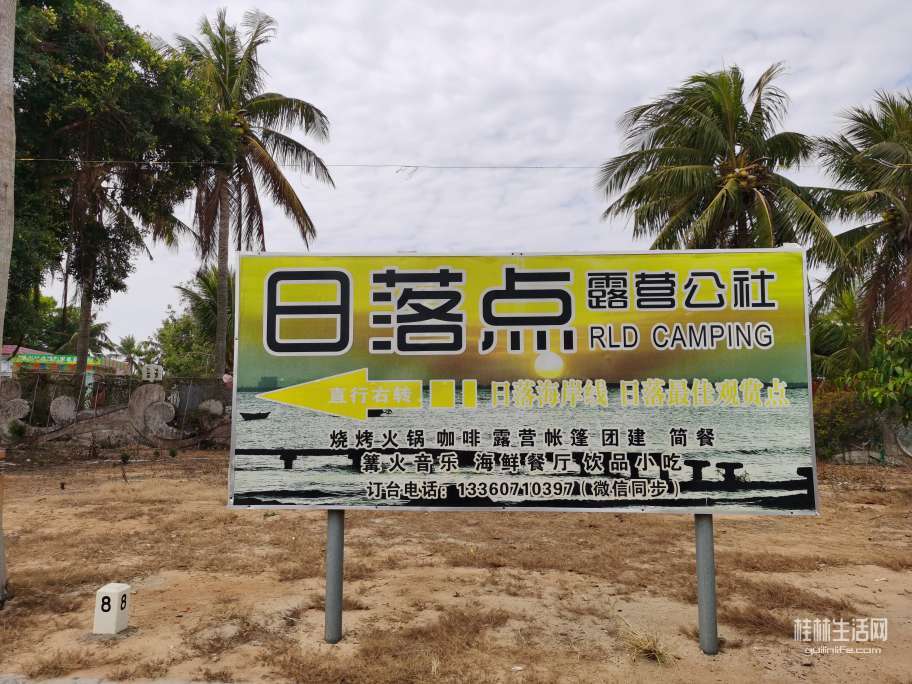 日落点 露营公社
RLD CAMPING
直行右转
日落海岸线 日落最佳观赏点
烧烤火锅 咖啡露营帐篷 团建 简餐
篝火音乐 海鲜餐厅 饮品小吃
订台电话：13360710397（微信同步）
8 8
桂林生活网
guilinlife.com